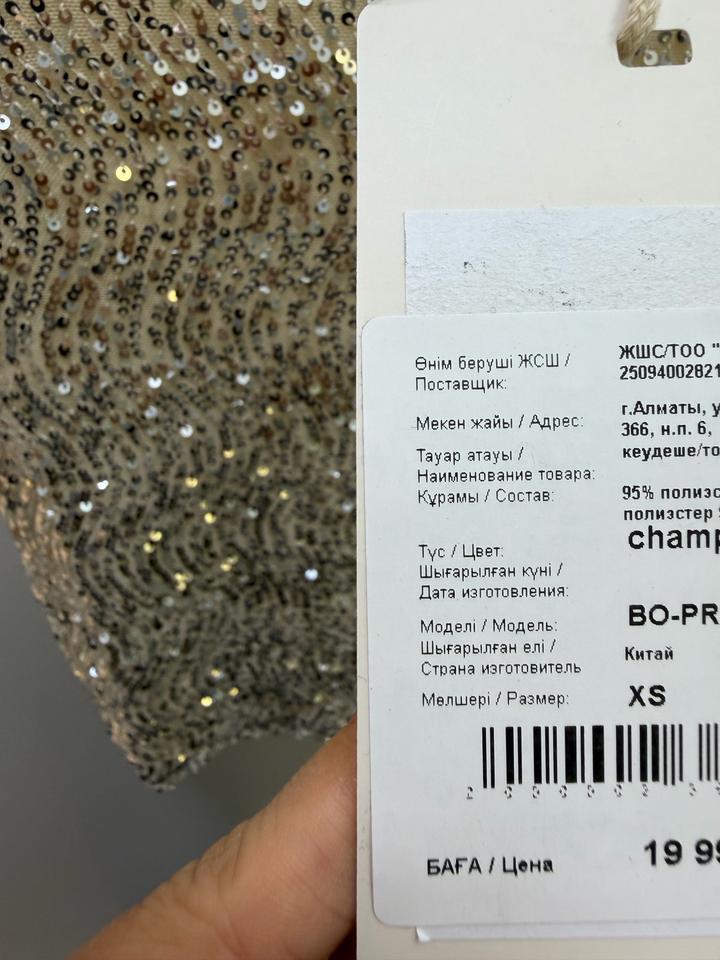 Өнім беруші ЖСШ / ЖШС/ТОО "
Поставщик: 25094002821
Мекен жайы / Адрес: г.Алматы, у
366, н.п. 6,
Тауар атауы / кеудеше/то
Наименование товара:
Құрамы / Состав: 95% полиэс
полиэстер
Түс / Цвет: champ
Шығарылған күні /
Дата изготовления:
Моделі / Модель: BO-PR
Шығарылған елі / Китай
Страна изготовитель
Мөлшері / Размер: XS
БАҒА / Цена 19 99